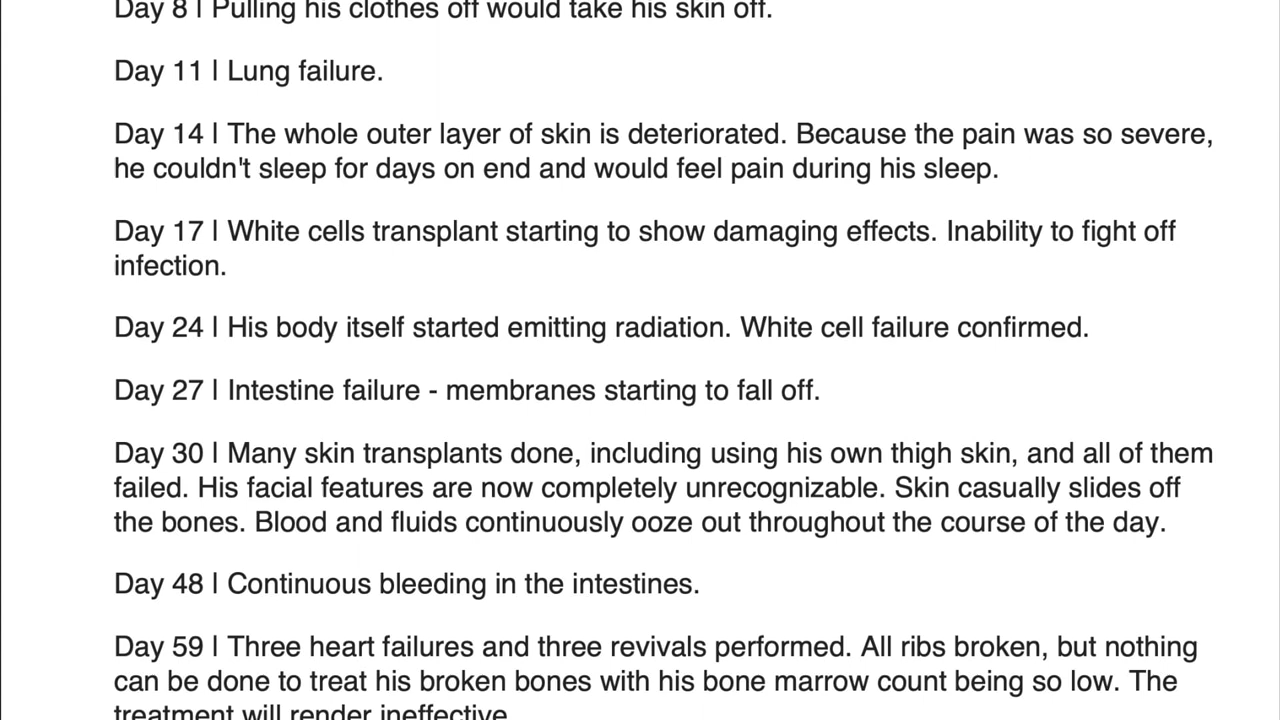 Day 8 | Pulling his clothes off would take his skin off.
Day 11 | Lung failure.
Day 14 | The whole outer layer of skin is deteriorated. Because the pain was so severe,
he couldn't sleep for days on end and would feel pain during his sleep.
Day 17 | White cells transplant starting to show damaging effects. Inability to fight off
infection.
Day 24 | His body itself started emitting radiation. White cell failure confirmed.
Day 27 | Intestine failure - membranes starting to fall off.
Day 30 | Many skin transplants done, including using his own thigh skin, and all of them
failed. His facial features are now completely unrecognizable. Skin casually slides off
the bones. Blood and fluids continuously ooze out throughout the course of the day.
Day 48 | Continuous bleeding in the intestines.
Day 59 | Three heart failures and three revivals performed. All ribs broken, but nothing
can be done to treat his broken bones with his bone marrow count being so low. The
treatment will render ineffective.